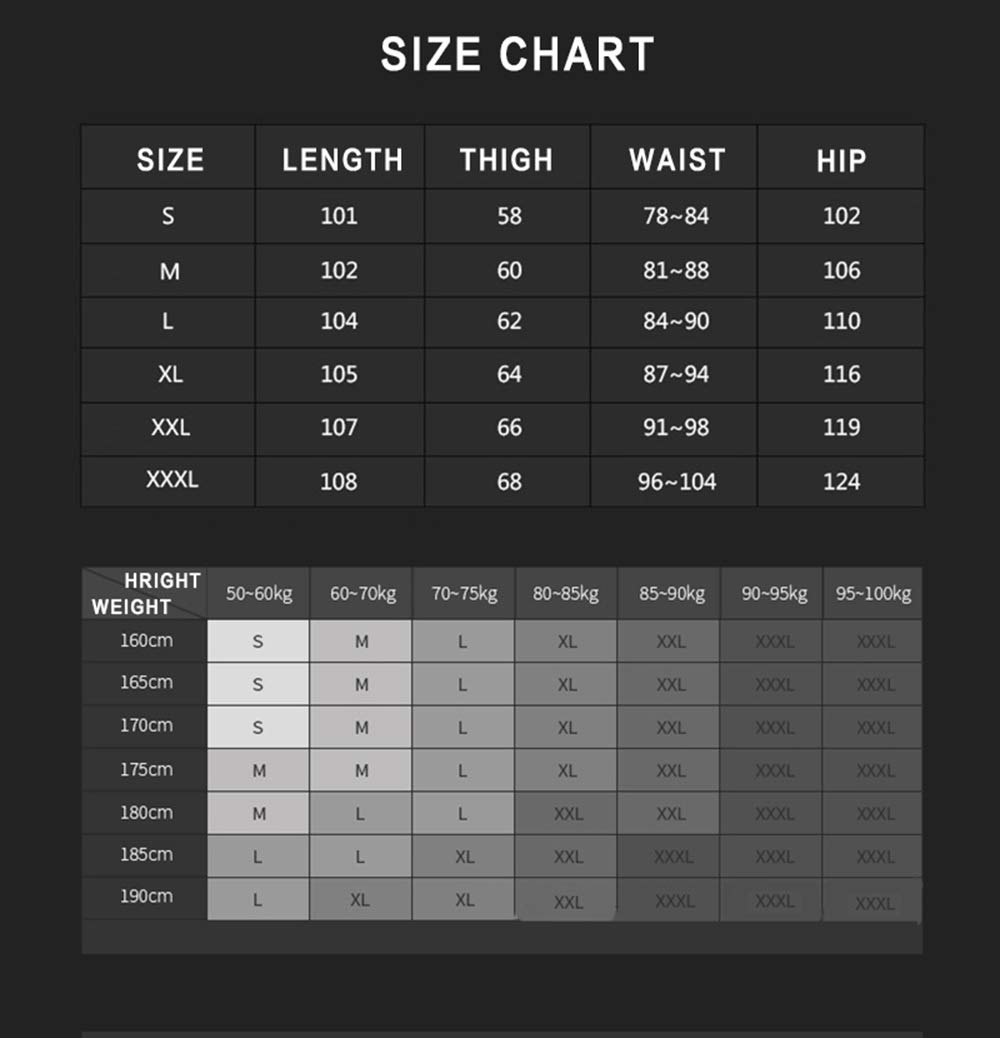 SIZE CHART
SIZE LENGTH THIGH WAIST HIP
S 101 58 78~84 102
M 102 60 81~88 106
L 104 62 84~90 110
XL 105 64 87~94 116
XXL 107 66 91~98 119
XXXL 108 68 96~104 124
HRIGHT
WEIGHT 50~60kg 60~70kg 70~75kg 80~85kg 85~90kg 90~95kg 95~100kg
160cm S M L XL XXL XXXL XXXL
165cm S M L XL XXL XXXL XXXL
170cm S M L XL XXL XXXL XXXL
175cm M M L XL XXL XXXL XXXL
180cm M L L XXL XXL XXXL XXXL
185cm L L XL XXL XXXL XXXL XXXL
190cm L XL XL XXL XXXL XXXL XXXL